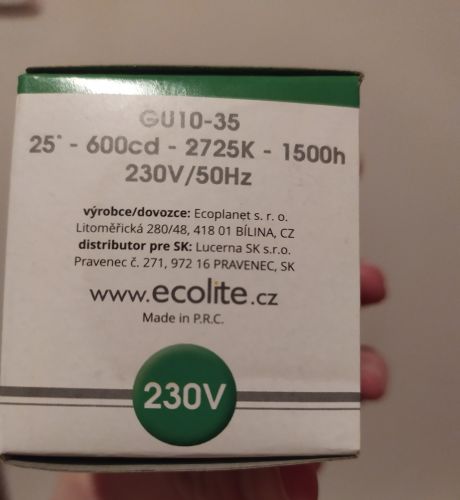 GU10-35
25° - 600cd - 2725K - 1500h
230V/50Hz
výrobce/dovozce: Ecoplanet s. r. o.
Litoměřická 280/48, 418 01 BÍLINA, CZ
distributor pre SK: Lucerna SK s.r.o.
Pravenec č. 271, 972 16 PRAVENEC, SK
www.ecolite.cz
Made in P.R.C.
230V